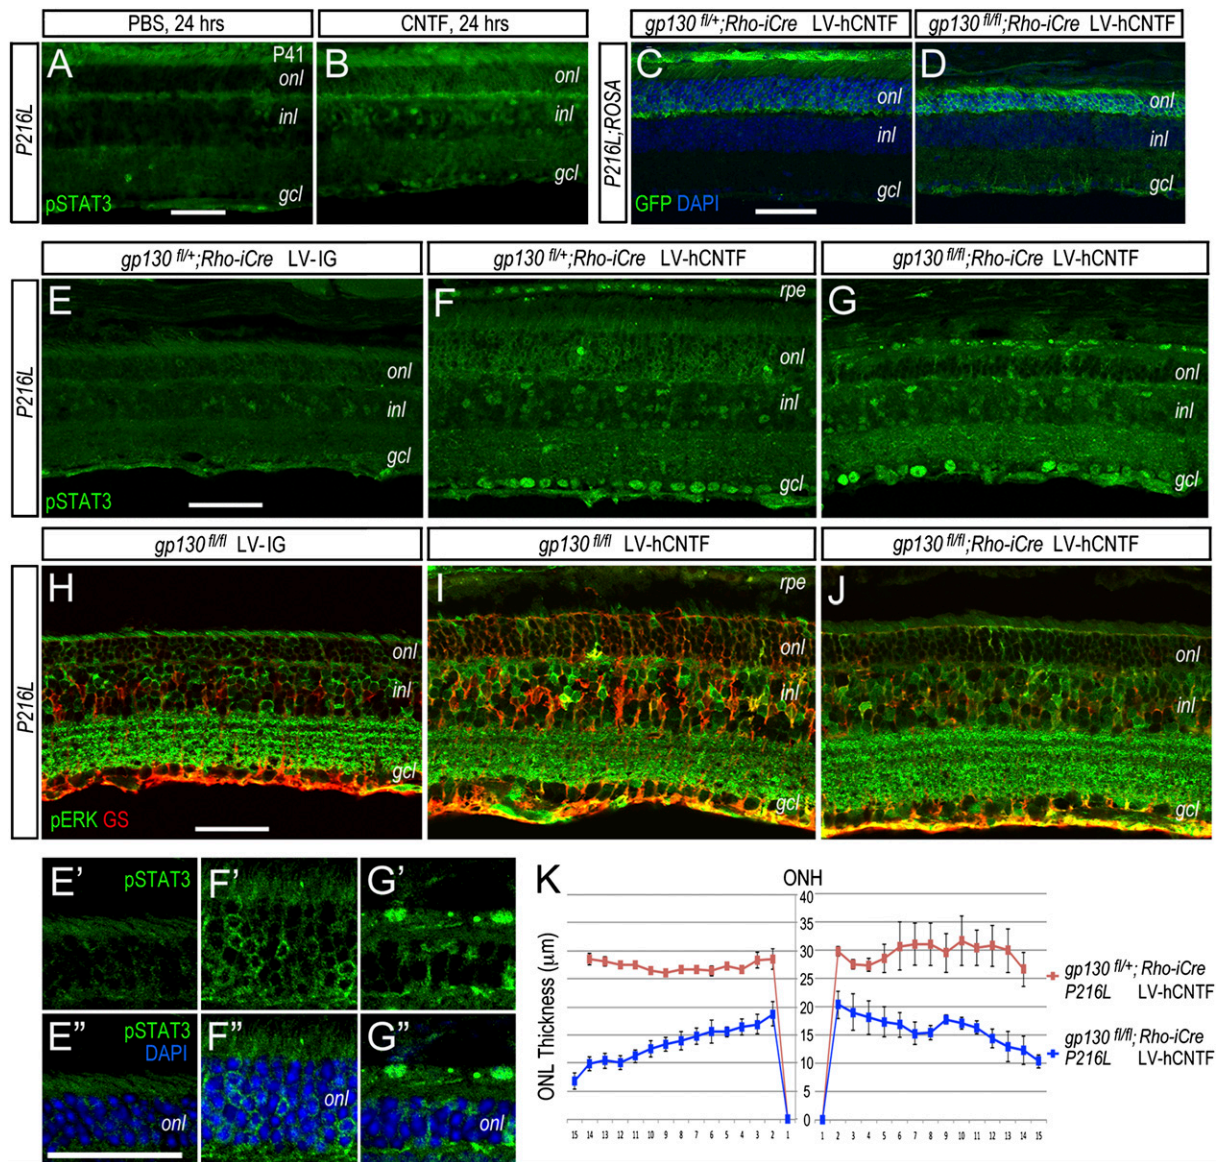 PBS, 24 hrs
CNTF, 24 hrs
gp130 fl/+;Rho-iCre LV-hCNTF
gp130 fl/fl;Rho-iCre LV-hCNTF
P216L
A
P41
onl
inl
gcl
pSTAT3
B
onl
inl
gcl
P216L;ROSA
C
onl
inl
gcl
GFP DAPI
D
onl
inl
gcl
gp130 fl/+;Rho-iCre LV-IG
gp130 fl/+;Rho-iCre LV-hCNTF
gp130 fl/fl;Rho-iCre LV-hCNTF
P216L
E
onl
inl
gcl
pSTAT3
F
rpe
onl
inl
gcl
G
onl
inl
gcl
gp130 fl/fl LV-IG
gp130 fl/fl LV-hCNTF
gp130 fl/fl;Rho-iCre LV-hCNTF
P216L
H
onl
inl
gcl
pERK GS
I
rpe
onl
inl
gcl
J
onl
inl
gcl
E'
pSTAT3
F'
G'
E"
pSTAT3
DAPI
onl
F"
onl
G"
onl
K
ONH
ONL Thickness (μm)
40
35
30
25
20
15
10
5
0
15 14 13 12 11 10 9 8 7 6 5 4 3 2 1
1 2 3 4 5 6 7 8 9 10 11 12 13 14 15
gp130 fl/+; Rho-iCre
P216L LV-hCNTF
gp130 fl/fl; Rho-iCre
P216L LV-hCNTF